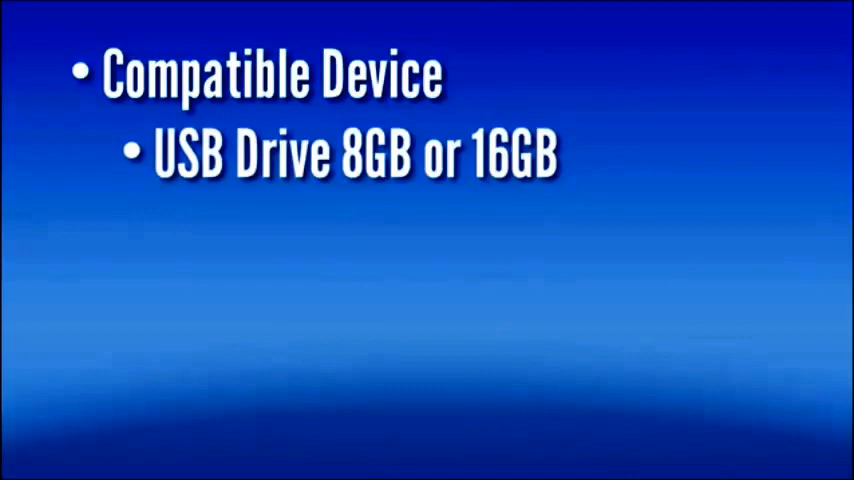 • Compatible Device
• USB Drive 8GB or 16GB